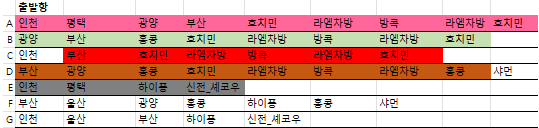 출발항
A 인천 평택 광양 부산 호치민 라엠차방 방콕 라엠차방 호치민
B 광양 부산 홍콩 호치민 라엠차방 방콕 라엠차방 호치민
C 인천 부산 호치민 라엠차방 방콕 라엠차방 호치민
D 부산 광양 홍콩 호치민 라엠차방 방콕 라엠차방 홍콩 샤먼
E 인천 평택 하이퐁 신전_셰코우
F 부산 울산 광양 홍콩 하이퐁 홍콩 샤먼
G 인천 울산 부산 하이퐁 신전_셰코우